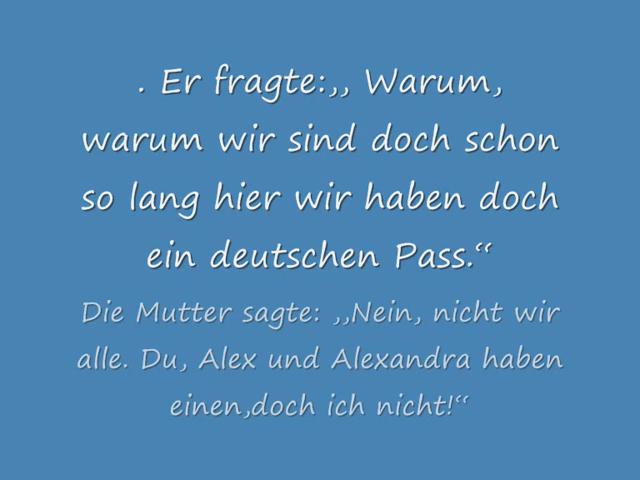 . Er fragte:,, Warum,
warum wir sind doch schon
so lang hier wir haben doch
ein deutschen Pass.“
Die Mutter sagte: ,,Nein, nicht wir
alle. Du, Alex und Alexandra haben
einen,doch ich nicht!“